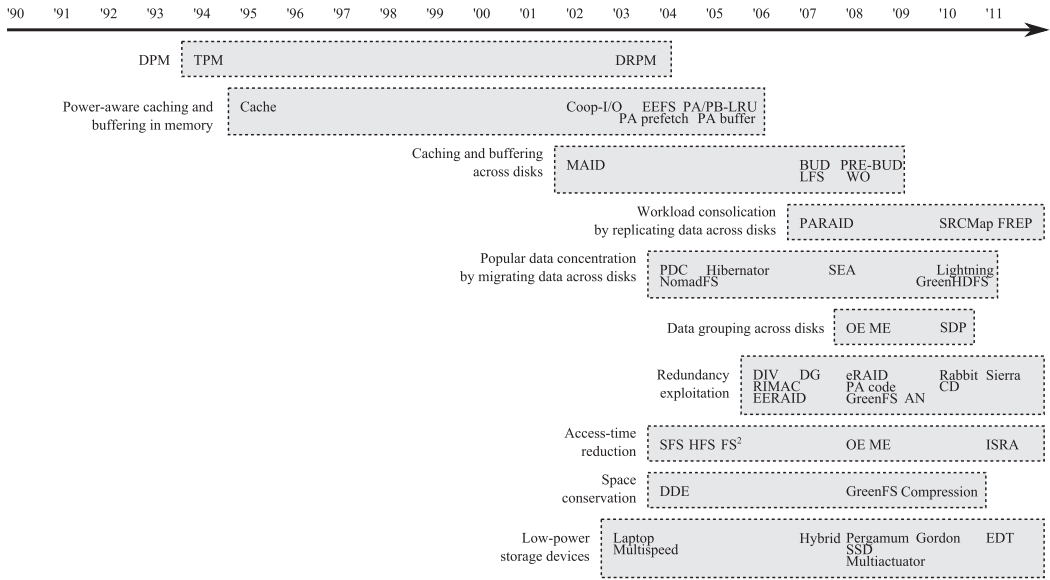 '90 '91 '92 '93 '94 '95 '96 '97 '98 '99 '00 '01 '02 '03 '04 '05 '06 '07 '08 '09 '10 '11
DPM TPM DRPM
Power-aware caching and
buffering in memory
Cache Coop-I/O EEFS PA/PB-LRU
PA prefetch PA buffer
Caching and buffering
across disks
MAID BUD PRE-BUD
LFS WO
Workload consolication
by replicating data across disks
PARAID SRCMap FREP
Popular data concentration
by migrating data across disks
PDC Hibernator SEA Lightning
NomadFS GreenHDFS
Data grouping across disks OE ME SDP
Redundancy
exploitation
DIV DG eRAID Rabbit Sierra
RIMAC PA code CD
EERAID GreenFS AN
Access-time
reduction
SFS HFS FS² OE ME ISRA
Space
conservation
DDE GreenFS Compression
Low-power
storage devices
Laptop Hybrid Pergamum Gordon EDT
Multispeed SSD
Multiactuator